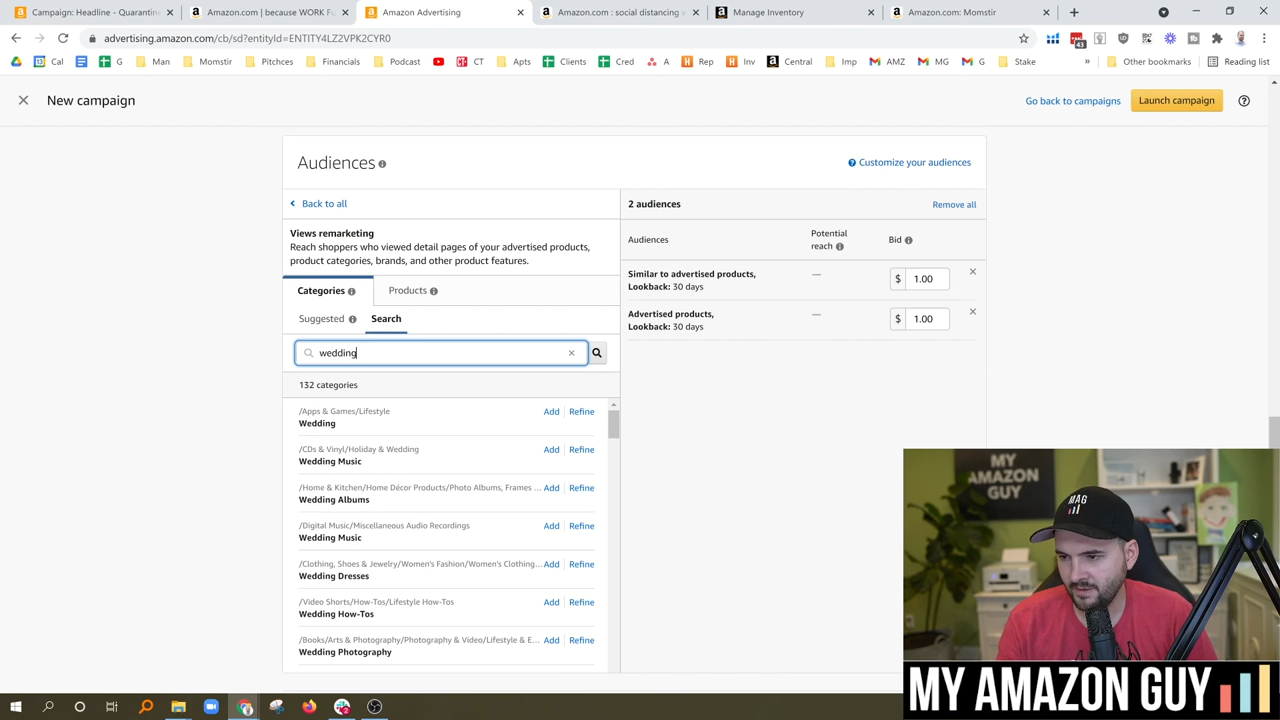 Campaign: Headline - Quarantin
Amazon.com | because WORK Fu
Amazon Advertising
Amazon.com : social distancing v
Manage Inventory
Amazon.com: Momstir
advertising.amazon.com/cb/sd?entityId=ENTITY4LZ2VPK2CYR0
43
Cal
G
Man
Momstir
Pitchces
Financials
Podcast
CT
Apts
Clients
Cred
A
Rep
Inv
Central
Imp
AMZ
MG
G
Stake
»
Other bookmarks
Reading list
New campaign
Go back to campaigns
Launch campaign
Audiences
Customize your audiences
Back to all
2 audiences
Remove all
Views remarketing
Reach shoppers who viewed detail pages of your advertised products,
product categories, brands, and other product features.
Audiences
Potential
reach
Bid
Categories
Products
Similar to advertised products,
Lookback: 30 days
—
$ 1.00
Suggested
Search
Advertised products,
Lookback: 30 days
—
$ 1.00
wedding
132 categories
/Apps & Games/Lifestyle
Wedding
Add | Refine
/CDs & Vinyl/Holiday & Wedding
Wedding Music
Add | Refine
/Home & Kitchen/Home Décor Products/Photo Albums, Frames ...
Wedding Albums
Add | Refine
/Digital Music/Miscellaneous Audio Recordings
Wedding Music
Add | Refine
/Clothing, Shoes & Jewelry/Women's Fashion/Women's Clothing...
Wedding Dresses
Add | Refine
/Video Shorts/How-Tos/Lifestyle How-Tos
Wedding How-Tos
Add | Refine
/Books/Arts & Photography/Photography & Video/Lifestyle & E...
Wedding Photography
Add | Refine
MY
AMAZON
GUY
MAG
MY AMAZON GUY